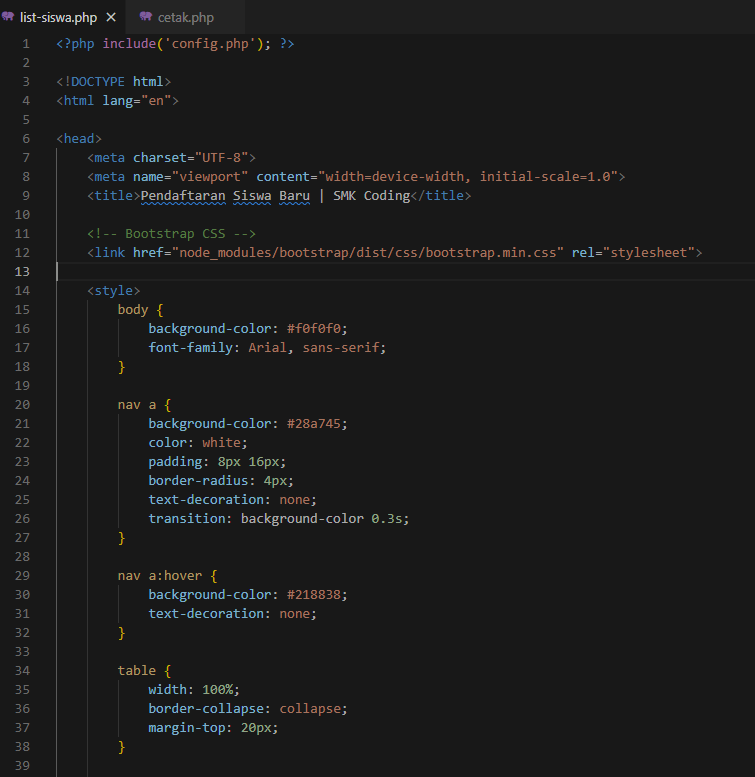 list-siswa.php
cetak.php
1 <?php include('config.php'); ?>
2
3 <!DOCTYPE html>
4 <html lang="en">
5
6 <head>
7     <meta charset="UTF-8">
8     <meta name="viewport" content="width=device-width, initial-scale=1.0">
9     <title>Pendaftaran Siswa Baru | SMK Coding</title>
10
11     <!-- Bootstrap CSS -->
12     <link href="node_modules/bootstrap/dist/css/bootstrap.min.css" rel="stylesheet">
13
14     <style>
15         body {
16             background-color: #f0f0f0;
17             font-family: Arial, sans-serif;
18         }
19
20         nav a {
21             background-color: #28a745;
22             color: white;
23             padding: 8px 16px;
24             border-radius: 4px;
25             text-decoration: none;
26             transition: background-color 0.3s;
27         }
28
29         nav a:hover {
30             background-color: #218838;
31             text-decoration: none;
32         }
33
34         table {
35             width: 100%;
36             border-collapse: collapse;
37             margin-top: 20px;
38         }
39